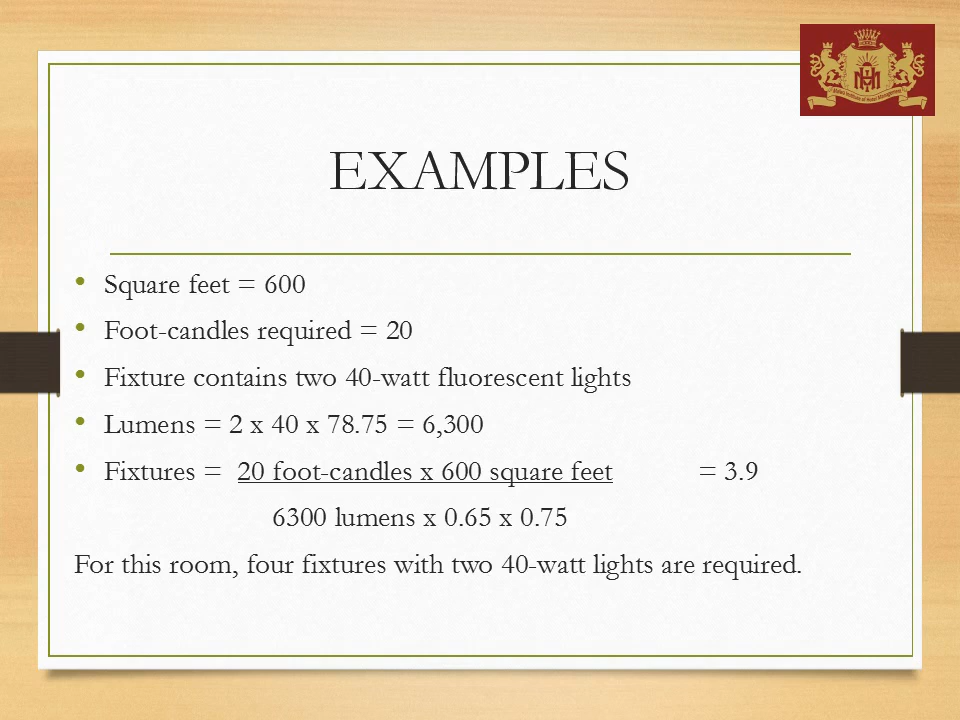 EXAMPLES
• Square feet = 600
• Foot-candles required = 20
• Fixture contains two 40-watt fluorescent lights
• Lumens = 2 x 40 x 78.75 = 6,300
• Fixtures = 20 foot-candles x 600 square feet = 3.9
6300 lumens x 0.65 x 0.75
For this room, four fixtures with two 40-watt lights are required.